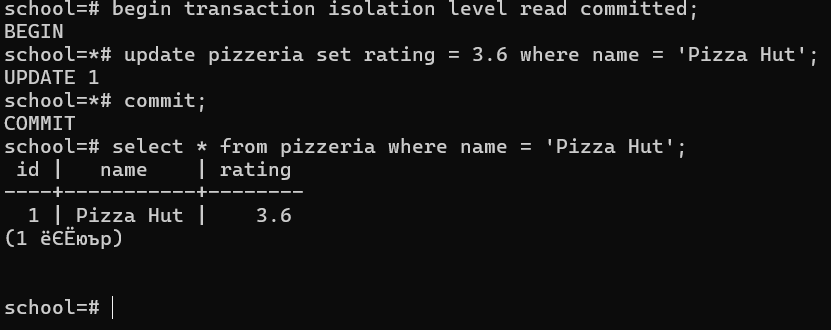 school=# begin transaction isolation level read committed;
BEGIN
school=*# update pizzeria set rating = 3.6 where name = 'Pizza Hut';
UPDATE 1
school=*# commit;
COMMIT
school=# select * from pizzeria where name = 'Pizza Hut';
 id |   name    | rating
----+-----------+--------
  1 | Pizza Hut |    3.6
(1 ёЄЁюър)
school=#